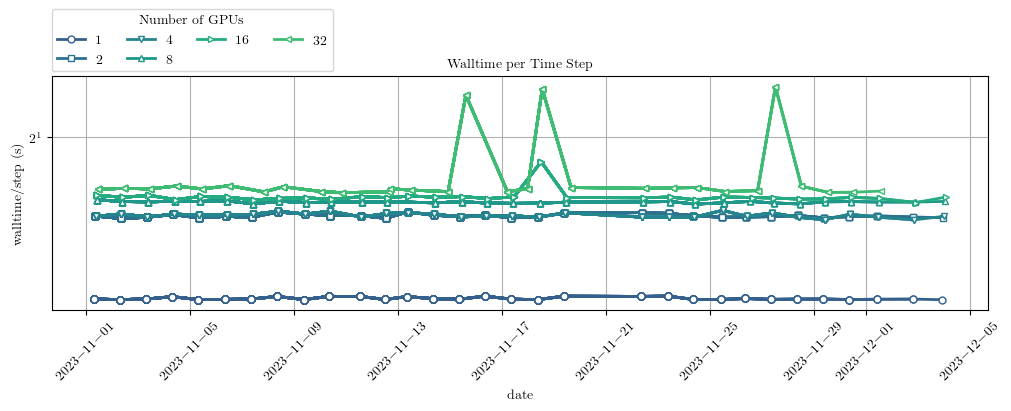 Number of GPUs
1 4 16 32
2 8
Walltime per Time Step
walltime/step (s)
2^1
2023−11−01 2023−11−05 2023−11−09 2023−11−13 2023−11−17 2023−11−21 2023−11−25 2023−11−29 2023−12−01 2023−12−05
date